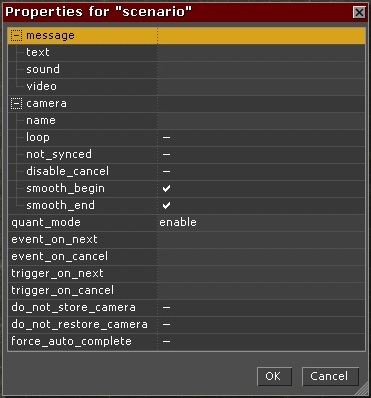 Properties for "scenario"
message
text
sound
video
camera
name
loop –
not_synced –
disable_cancel –
smooth_begin ✔
smooth_end ✔
quant_mode enable
event_on_next
event_on_cancel
trigger_on_next
trigger_on_cancel
do_not_store_camera –
do_not_restore_camera –
force_auto_complete –
OK Cancel